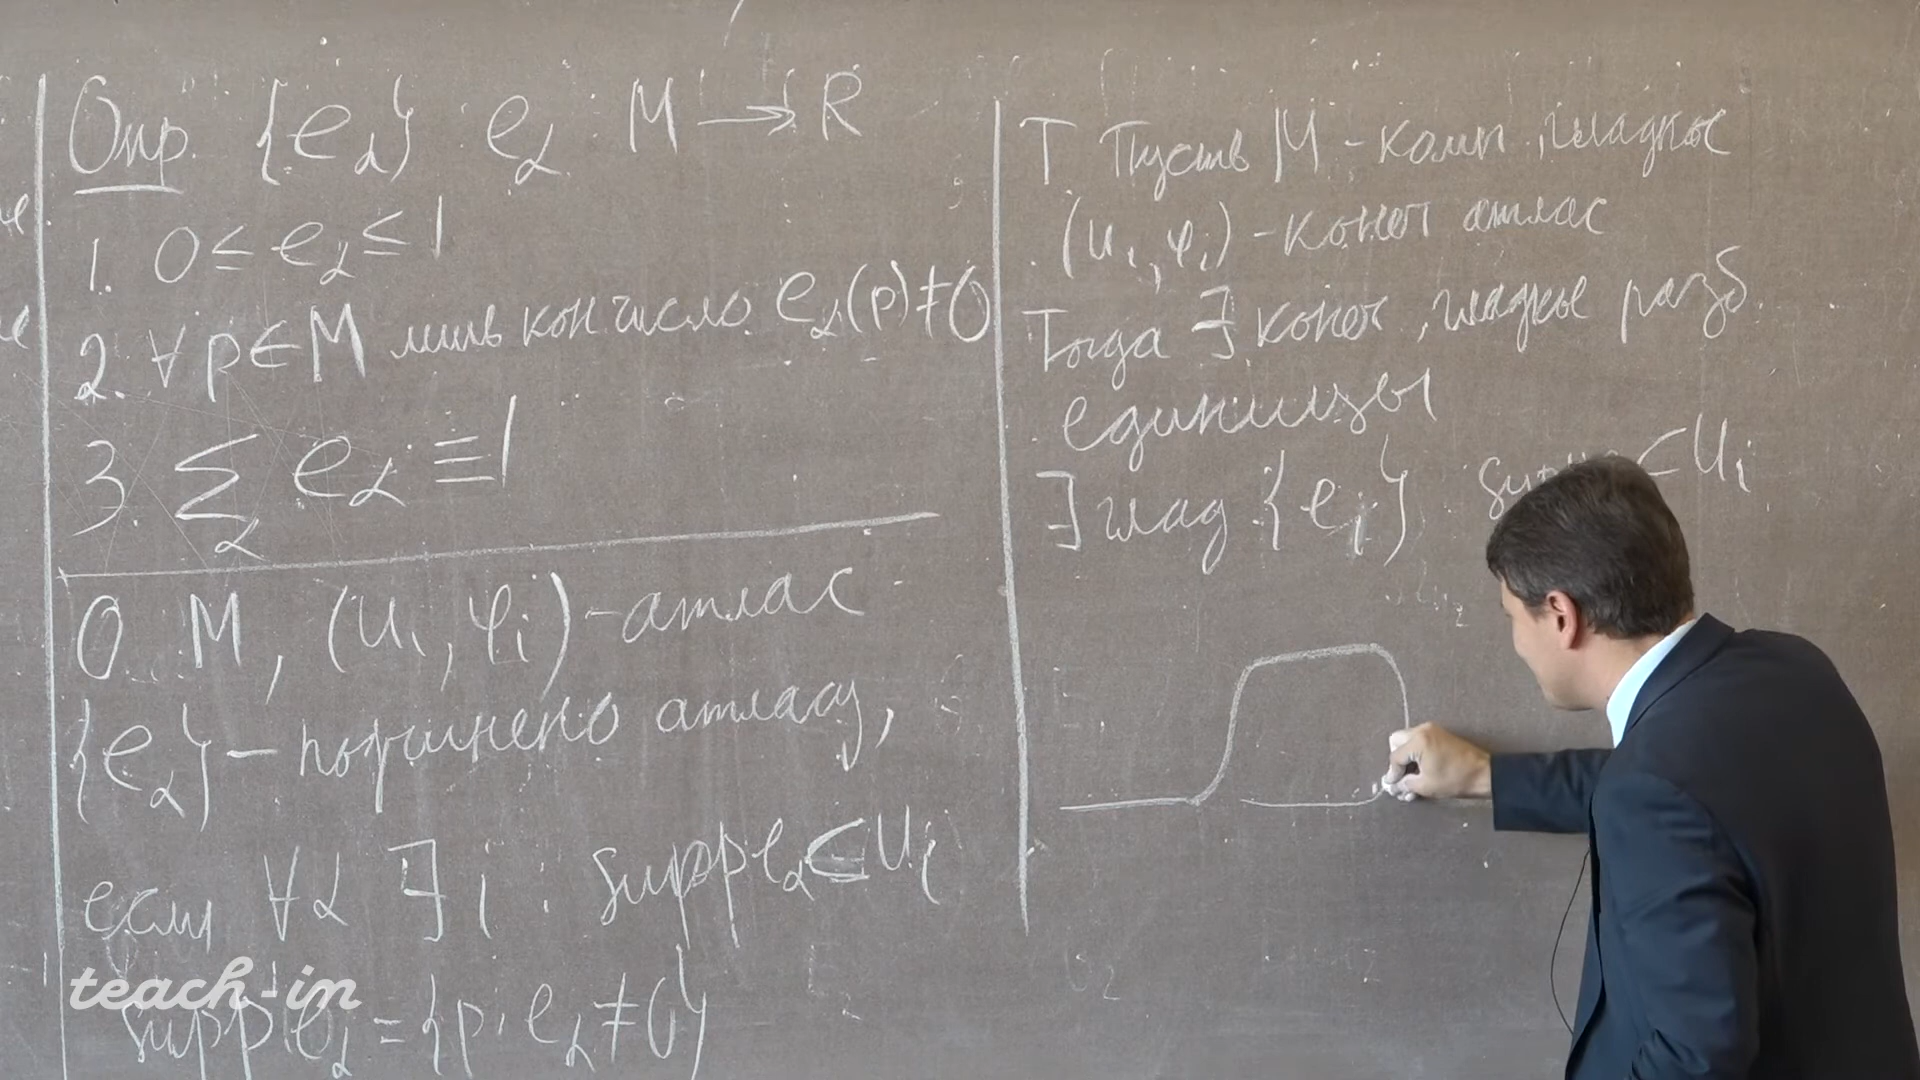 Опр. {e_α} e_α : M → R
1. 0 ≤ e_α ≤ 1
2. ∀ p ∈ M лишь кон число e_α(p) ≠ 0
3. ∑_α e_α ≡ 1
О. M, (U_i, φ_i) - атлас
{e_α} - подчинено атласу,
если ∀α ∃ i : supp e_α ⊆ U_i
supp e_α = {p: e_α ≠ 0}
teach-in
Т Пусть M - комп, гладкое
(U_i, φ_i) - конеч атлас
Тогда ∃ конеч, гладкое разб.
единицы
∃ глад {e_i} : ⊂ U_i